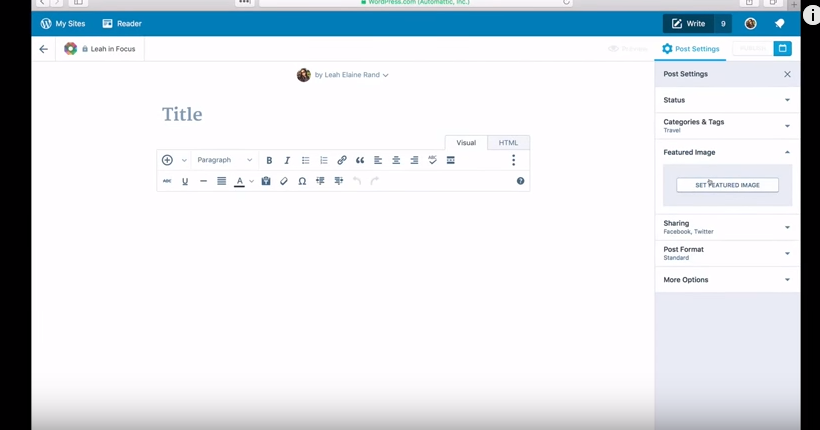 WordPress.com (Automattic, Inc.)
My Sites
Reader
Write
9
Leah in Focus
Preview
Post Settings
by Leah Elaine Rand
Post Settings
Title
Status
Categories & Tags
Travel
Visual
HTML
Featured Image
Paragraph
B
I
ABC
ABC
U
A
SET FEATURED IMAGE
Sharing
Facebook, Twitter
Post Format
Standard
More Options